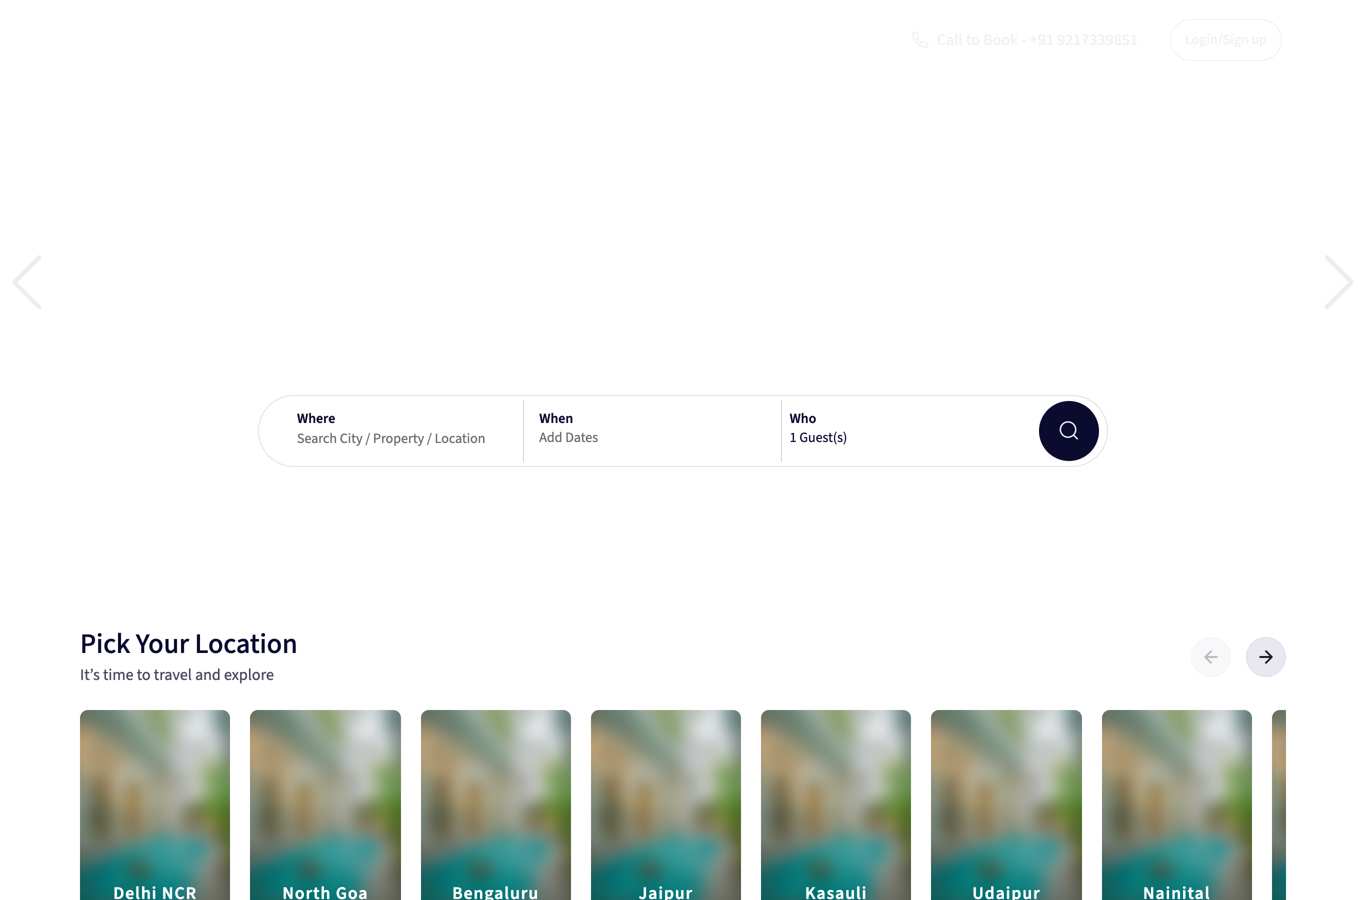 Call to Book - +91 9217339851
Login/Sign up
Where
Search City / Property / Location
When
Add Dates
Who
1 Guest(s)
Pick Your Location
It's time to travel and explore
Delhi NCR
North Goa
Bengaluru
Jaipur
Kasauli
Udaipur
Nainital